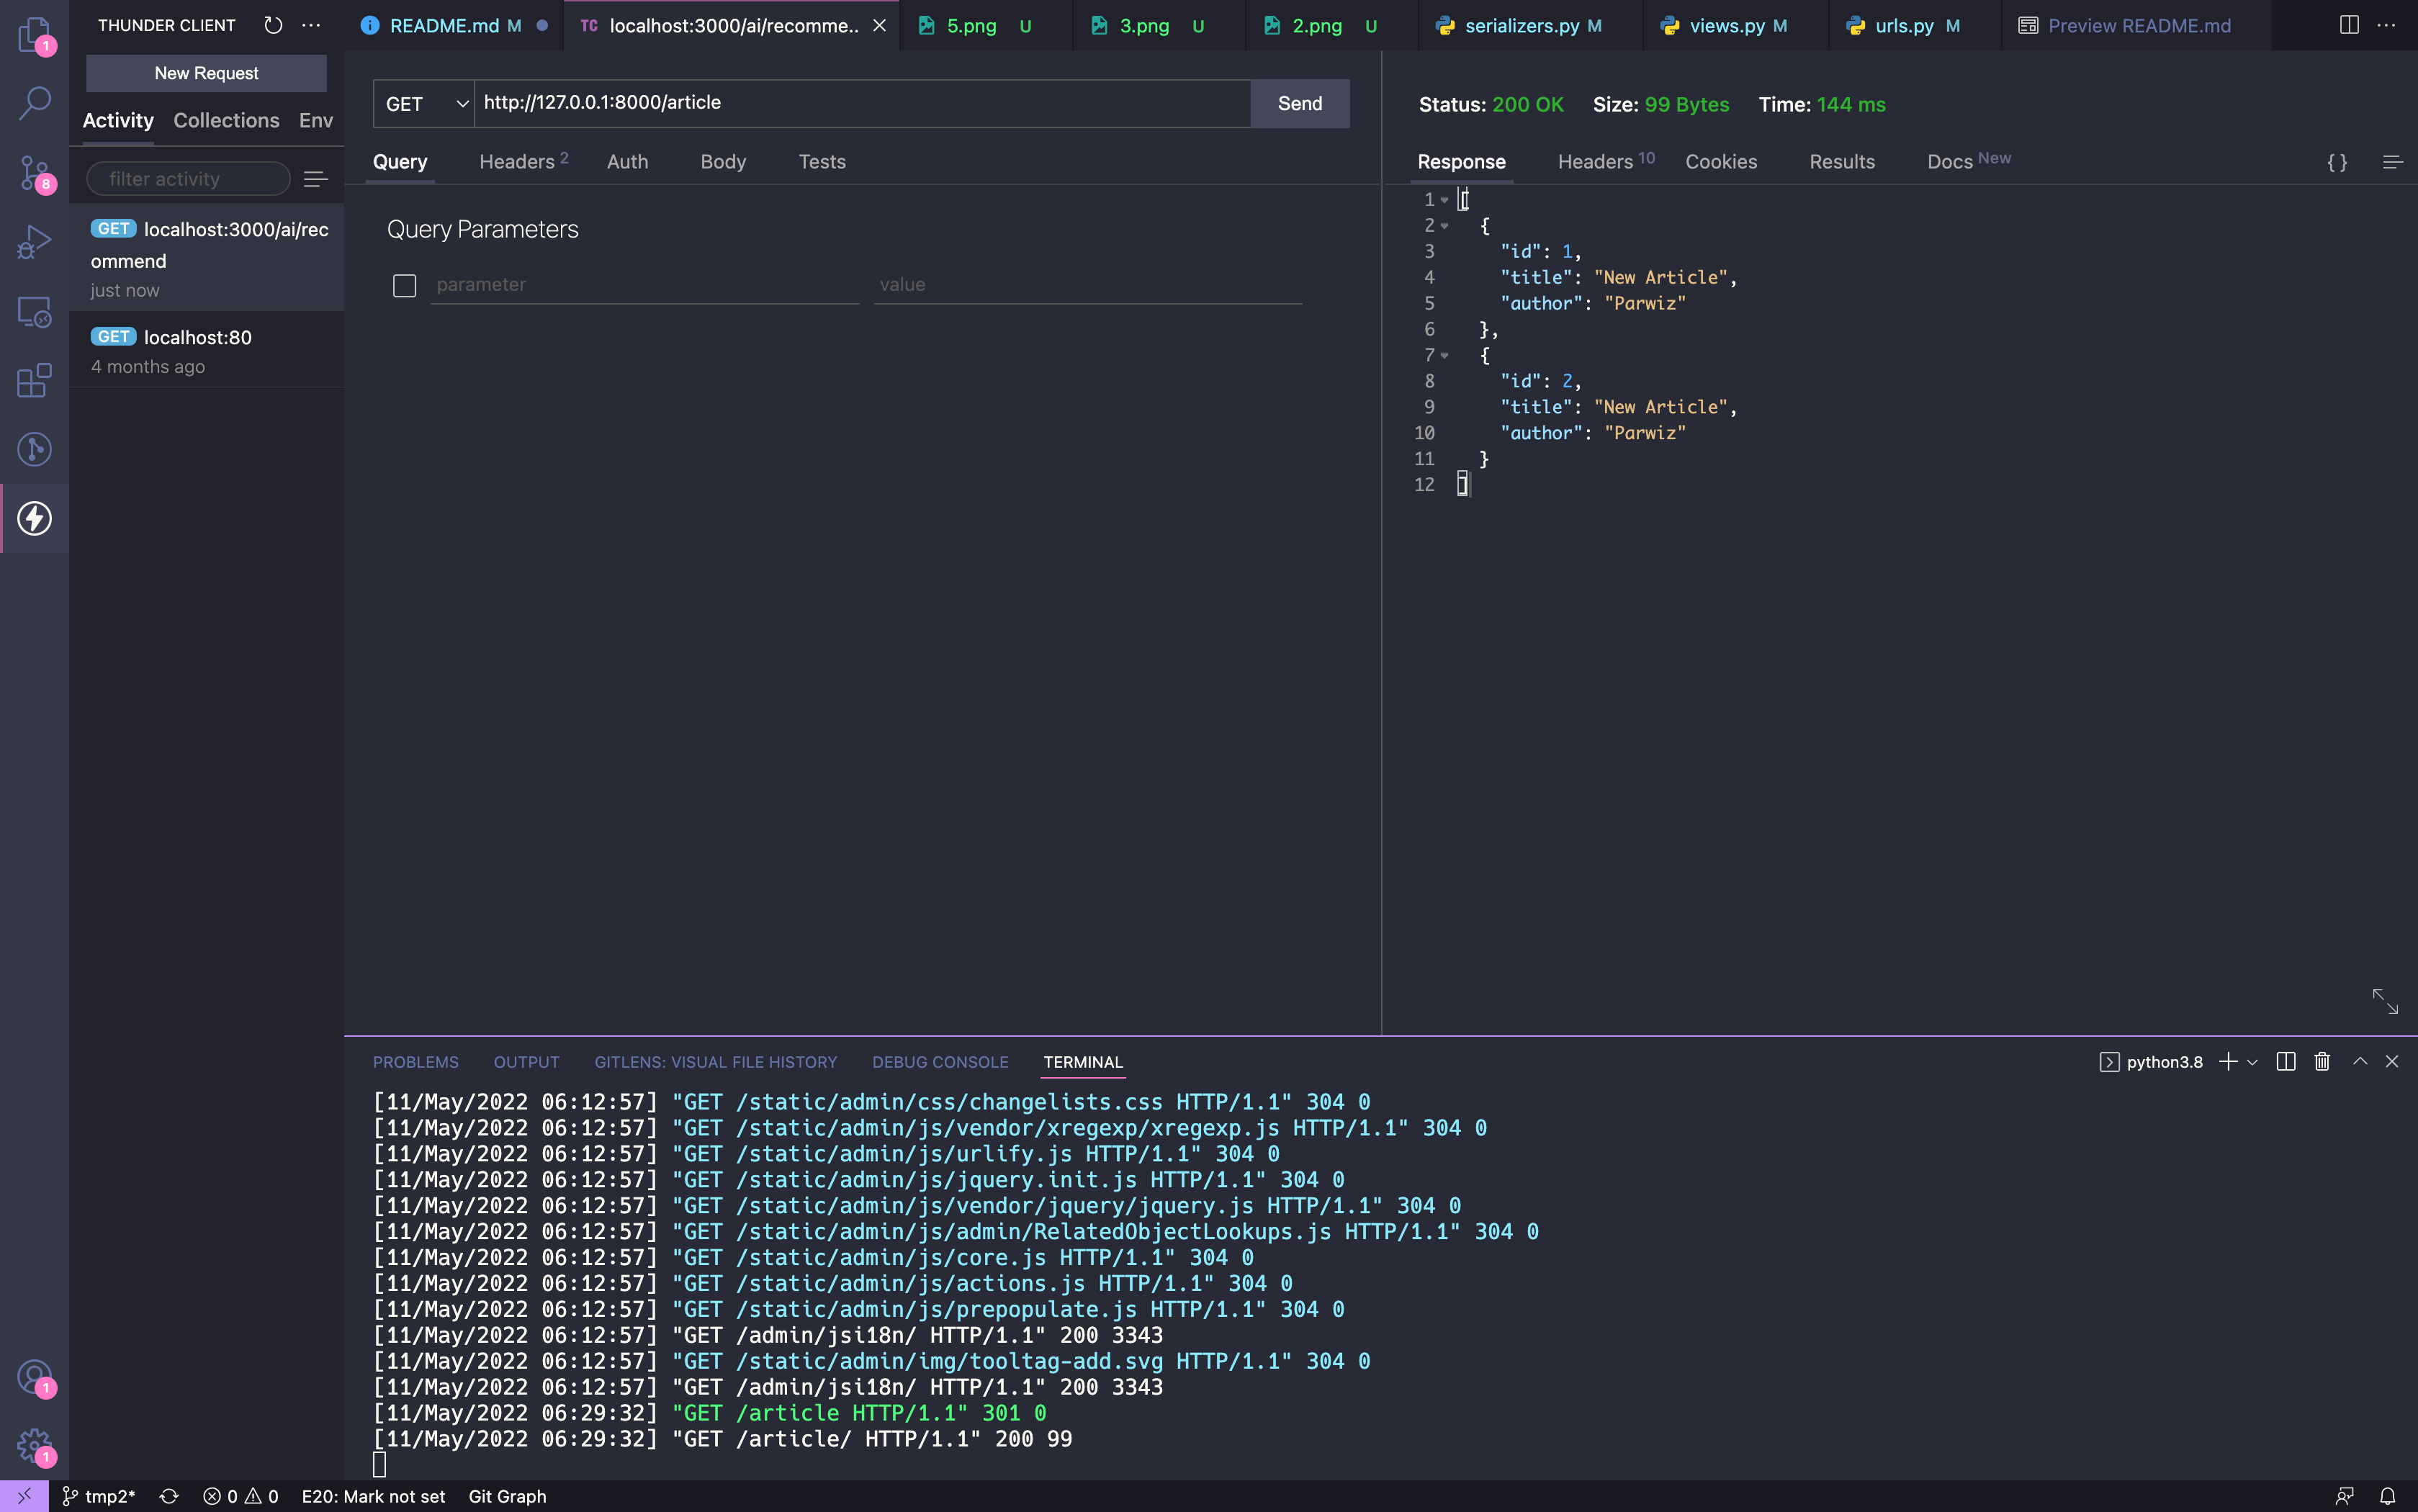 THUNDER CLIENT
New Request
Activity Collections Env
filter activity
GET localhost:3000/ai/rec
ommend
just now
GET localhost:80
4 months ago
README.md M
TC localhost:3000/ai/recomme..
5.png U
3.png U
2.png U
serializers.py M
views.py M
urls.py M
Preview README.md
GET http://127.0.0.1:8000/article Send
Query Headers 2 Auth Body Tests
Query Parameters
parameter value
Status: 200 OK Size: 99 Bytes Time: 144 ms
Response Headers 10 Cookies Results Docs New
{ }
1 [
2 {
3 "id": 1,
4 "title": "New Article",
5 "author": "Parwiz"
6 },
7 {
8 "id": 2,
9 "title": "New Article",
10 "author": "Parwiz"
11 }
12 ]
PROBLEMS OUTPUT GITLENS: VISUAL FILE HISTORY DEBUG CONSOLE TERMINAL
python3.8
[11/May/2022 06:12:57] "GET /static/admin/css/changelists.css HTTP/1.1" 304 0
[11/May/2022 06:12:57] "GET /static/admin/js/vendor/xregexp/xregexp.js HTTP/1.1" 304 0
[11/May/2022 06:12:57] "GET /static/admin/js/urlify.js HTTP/1.1" 304 0
[11/May/2022 06:12:57] "GET /static/admin/js/jquery.init.js HTTP/1.1" 304 0
[11/May/2022 06:12:57] "GET /static/admin/js/vendor/jquery/jquery.js HTTP/1.1" 304 0
[11/May/2022 06:12:57] "GET /static/admin/js/admin/RelatedObjectLookups.js HTTP/1.1" 304 0
[11/May/2022 06:12:57] "GET /static/admin/js/core.js HTTP/1.1" 304 0
[11/May/2022 06:12:57] "GET /static/admin/js/actions.js HTTP/1.1" 304 0
[11/May/2022 06:12:57] "GET /static/admin/js/prepopulate.js HTTP/1.1" 304 0
[11/May/2022 06:12:57] "GET /admin/jsi18n/ HTTP/1.1" 200 3343
[11/May/2022 06:12:57] "GET /static/admin/img/tooltag-add.svg HTTP/1.1" 304 0
[11/May/2022 06:12:57] "GET /admin/jsi18n/ HTTP/1.1" 200 3343
[11/May/2022 06:29:32] "GET /article HTTP/1.1" 301 0
[11/May/2022 06:29:32] "GET /article/ HTTP/1.1" 200 99
1
8
1
1
tmp2* 0 0 E20: Mark not set Git Graph